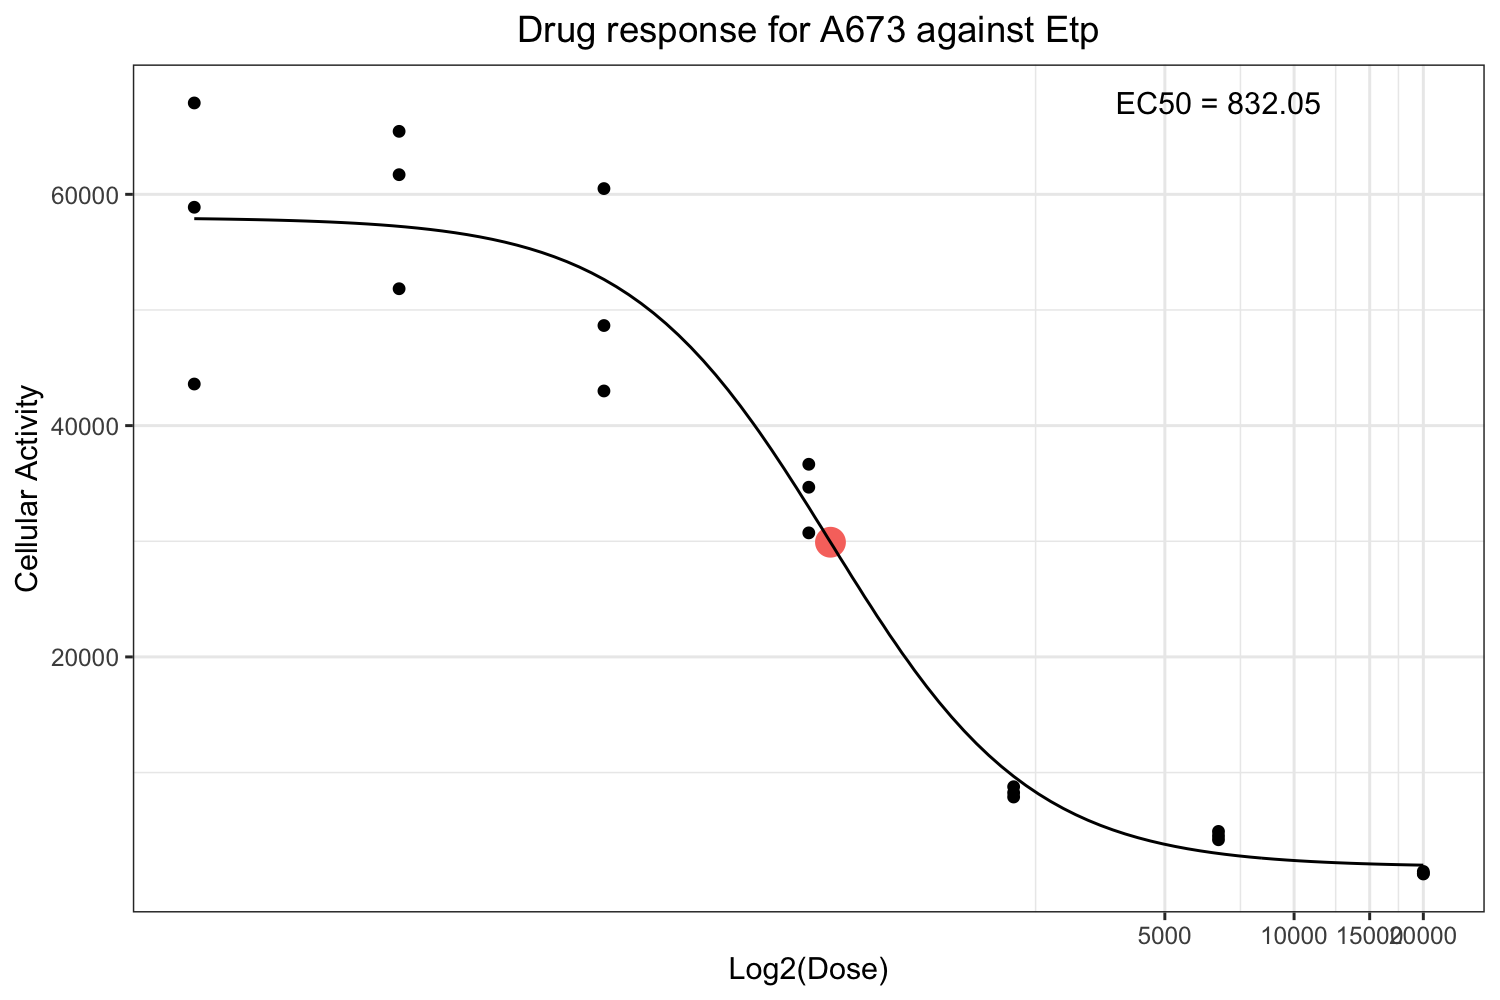 Drug response for A673 against Etp
EC50 = 832.05
60000
40000
20000
Cellular Activity
5000 10000 15000 20000
Log2(Dose)